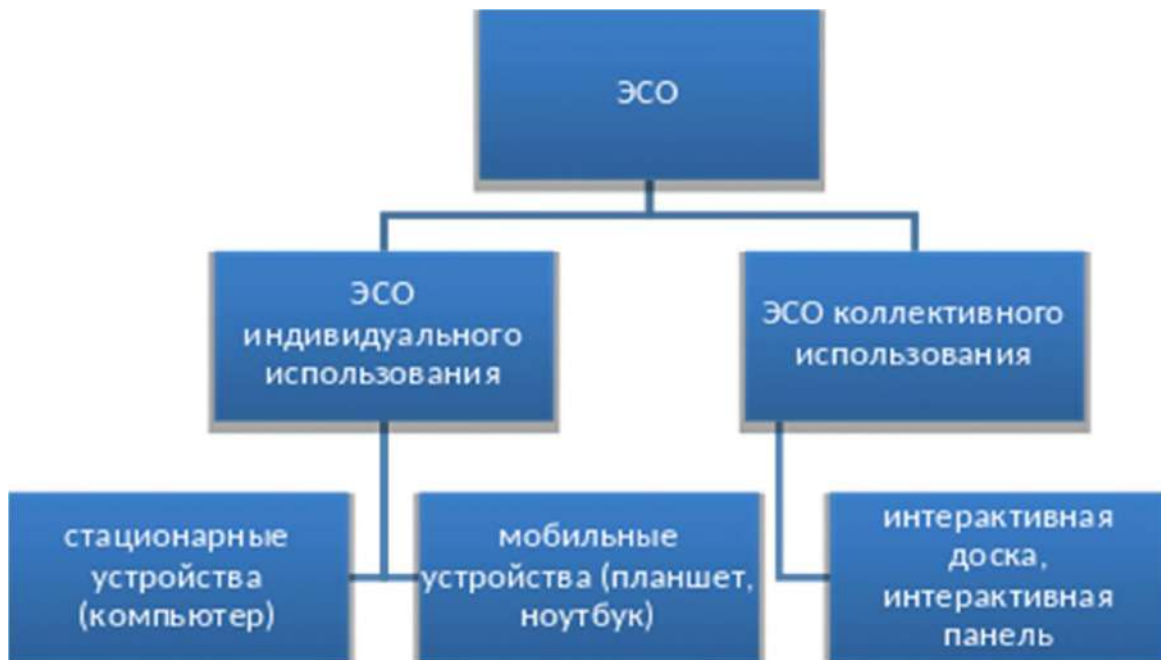 ЭСО
ЭСО
индивидуального
использования
ЭСО коллективного
использования
стационарные
устройства
(компьютер)
мобильные
устройства (планшет,
ноутбук)
интерактивная
доска,
интерактивная
панель